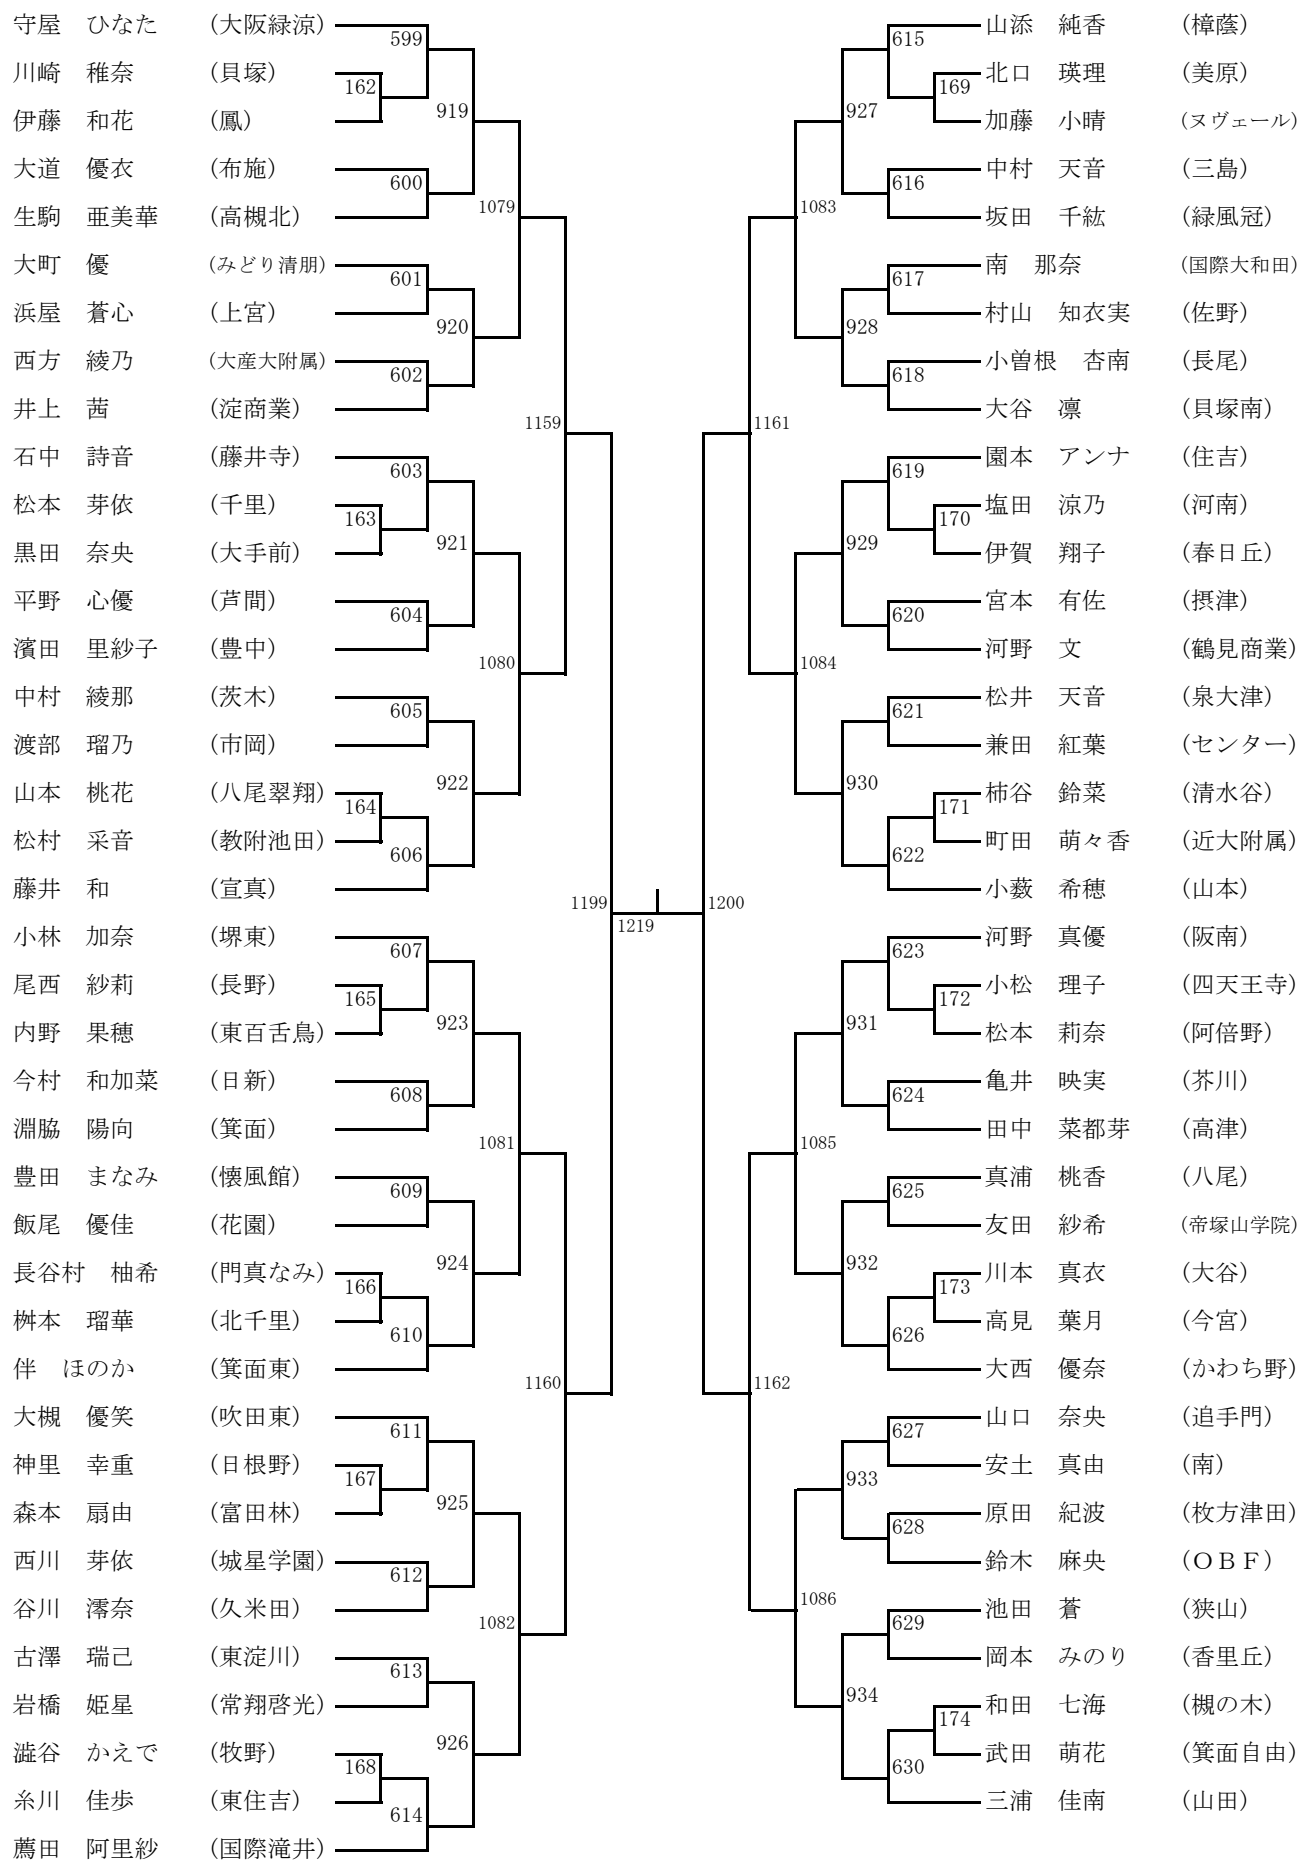 守屋　ひなた　(大阪緑涼)
599
川崎　稚奈　(貝塚)
162
伊藤　和花　(鳳)
919
大道　優衣　(布施)
600
生駒　亜美華　(高槻北)
1079
大町　優　(みどり清朋)
601
浜屋　蒼心　(上宮)
920
西方　綾乃　(大産大附属)
602
井上　茜　(淀商業)
1159
石中　詩音　(藤井寺)
603
松本　芽依　(千里)
163
黒田　奈央　(大手前)
921
平野　心優　(芦間)
604
濱田　里紗子　(豊中)
1080
中村　綾那　(茨木)
605
渡部　瑠乃　(市岡)
922
山本　桃花　(八尾翠翔)
164
松村　采音　(教附池田)
606
藤井　和　(宣真)
1199
1219
小林　加奈　(堺東)
607
尾西　紗莉　(長野)
165
内野　果穂　(東百舌鳥)
923
今村　和加菜　(日新)
608
淵脇　陽向　(箕面)
1081
豊田　まなみ　(懐風館)
609
飯尾　優佳　(花園)
924
長谷村　柚希　(門真なみ)
166
桝本　瑠華　(北千里)
610
伴　ほのか　(箕面東)
1160
大槻　優笑　(吹田東)
611
神里　幸重　(日根野)
167
森本　扇由　(富田林)
925
西川　芽依　(城星学園)
612
谷川　澪奈　(久米田)
1082
古澤　瑞己　(東淀川)
613
岩橋　姫星　(常翔啓光)
926
澁谷　かえで　(牧野)
168
糸川　佳歩　(東住吉)
614
薦田　阿里紗　(国際滝井)
山添　純香　(樟蔭)
615
北口　瑛理　(美原)
169
加藤　小晴　(ヌヴェール)
927
中村　天音　(三島)
616
坂田　千紘　(緑風冠)
1083
南　那奈　(国際大和田)
617
村山　知衣実　(佐野)
928
小曽根　杏南　(長尾)
618
大谷　凛　(貝塚南)
1161
園本　アンナ　(住吉)
619
塩田　涼乃　(河南)
170
伊賀　翔子　(春日丘)
929
宮本　有佐　(摂津)
620
河野　文　(鶴見商業)
1084
松井　天音　(泉大津)
621
兼田　紅葉　(センター)
930
柿谷　鈴菜　(清水谷)
171
町田　萌々香　(近大附属)
622
小薮　希穂　(山本)
1200
河野　真優　(阪南)
623
小松　理子　(四天王寺)
172
松本　莉奈　(阿倍野)
931
亀井　映実　(芥川)
624
田中　菜都芽　(高津)
1085
真浦　桃香　(八尾)
625
友田　紗希　(帝塚山学院)
932
川本　真衣　(大谷)
173
高見　葉月　(今宮)
626
大西　優奈　(かわち野)
1162
山口　奈央　(追手門)
627
安土　真由　(南)
933
原田　紀波　(枚方津田)
628
鈴木　麻央　(ＯＢＦ)
1086
池田　蒼　(狭山)
629
岡本　みのり　(香里丘)
934
和田　七海　(槻の木)
174
武田　萌花　(箕面自由)
630
三浦　佳南　(山田)